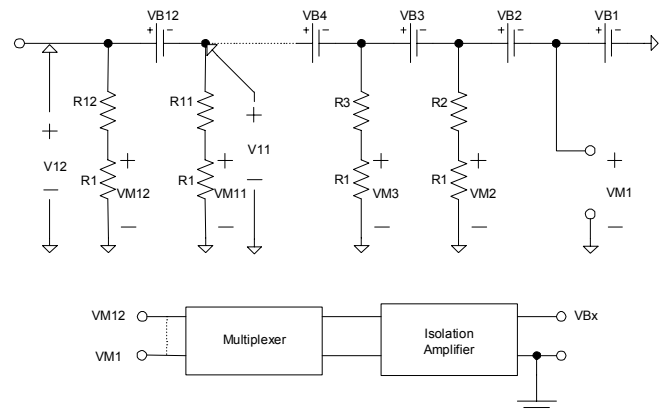 VB12 VB4 VB3 VB2 VB1
+ - + - + - + - + -
R12 R11 R3 R2
+ + V11 + + +
V12 R1 VM12 R1 VM11 R1 VM3 R1 VM2 VM1
- - - - - - -
VM12 Multiplexer Isolation Amplifier VBx
VM1